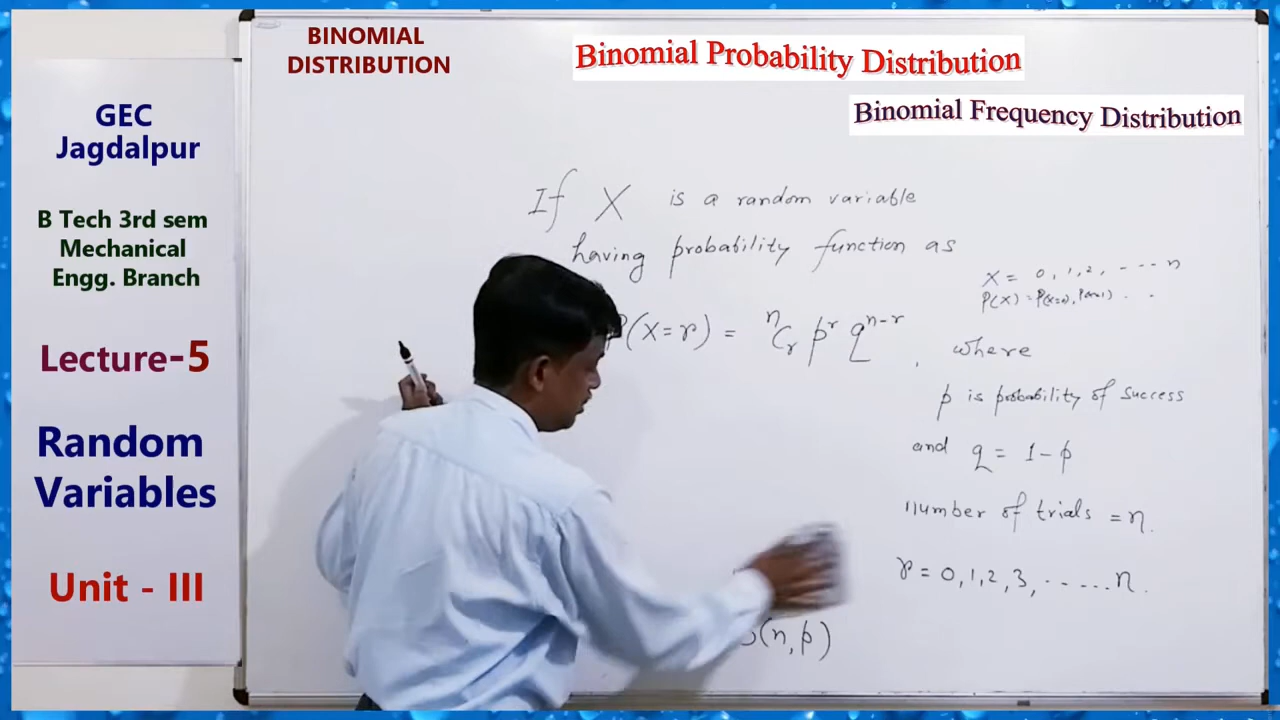 BINOMIAL
DISTRIBUTION
Binomial Probability Distribution
Binomial Frequency Distribution
GEC
Jagdalpur
B Tech 3rd sem
Mechanical
Engg. Branch
Lecture-5
Random
Variables
Unit - III
If X is a random variable
having probability function as
X = 0, 1, 2, - --- n
P(X) = P(X=0), P(X=1) . .
P(X=r) = ⁿCᵣ pʳ qⁿ⁻ʳ , where
p is probability of success
and q = 1-p
number of trials = n.
r = 0, 1, 2, 3, ...... n.
(n, p)